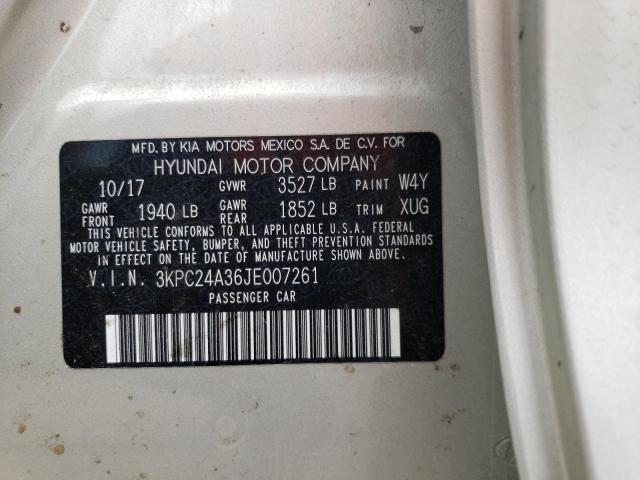 MFD. BY KIA MOTORS MEXICO S.A. DE C.V. FOR
HYUNDAI MOTOR COMPANY
10/17 GVWR 3527 LB PAINT W4Y
GAWR FRONT 1940 LB GAWR REAR 1852 LB TRIM XUG
THIS VEHICLE CONFORMS TO ALL APPLICABLE U.S.A. FEDERAL
MOTOR VEHICLE SAFETY, BUMPER, AND THEFT PREVENTION STANDARDS
IN EFFECT ON THE DATE OF MANUFACTURE SHOWN ABOVE.
V.I.N. 3KPC24A36JE007261
PASSENGER CAR